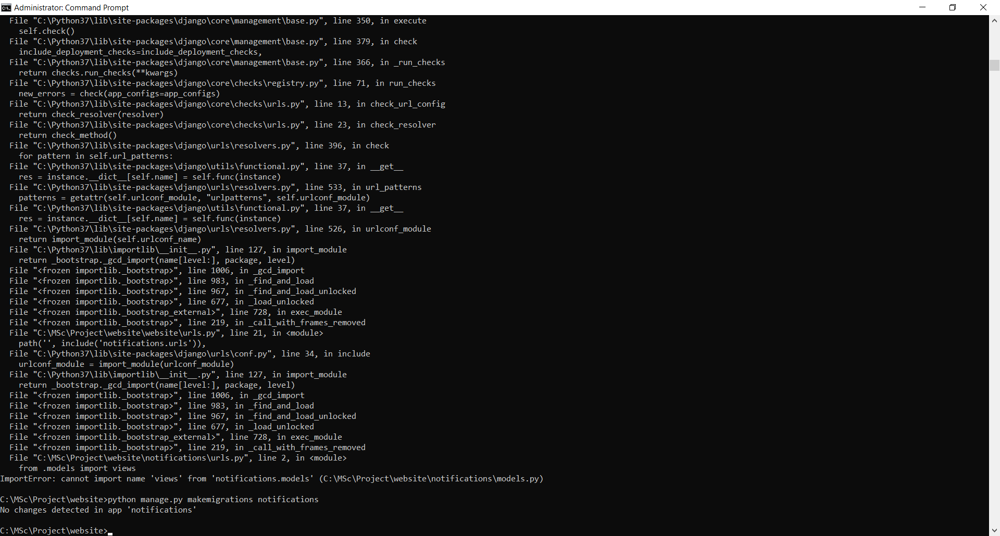 Administrator: Command Prompt
  File "C:\Python37\lib\site-packages\django\core\management\base.py", line 350, in execute
    self.check()
  File "C:\Python37\lib\site-packages\django\core\management\base.py", line 379, in check
    include_deployment_checks=include_deployment_checks,
  File "C:\Python37\lib\site-packages\django\core\management\base.py", line 366, in _run_checks
    return checks.run_checks(**kwargs)
  File "C:\Python37\lib\site-packages\django\core\checks\registry.py", line 71, in run_checks
    new_errors = check(app_configs=app_configs)
  File "C:\Python37\lib\site-packages\django\core\checks\urls.py", line 13, in check_url_config
    return check_resolver(resolver)
  File "C:\Python37\lib\site-packages\django\core\checks\urls.py", line 23, in check_resolver
    return check_method()
  File "C:\Python37\lib\site-packages\django\urls\resolvers.py", line 396, in check
    for pattern in self.url_patterns:
  File "C:\Python37\lib\site-packages\django\utils\functional.py", line 37, in __get__
    res = instance.__dict__[self.name] = self.func(instance)
  File "C:\Python37\lib\site-packages\django\urls\resolvers.py", line 533, in url_patterns
    patterns = getattr(self.urlconf_module, "urlpatterns", self.urlconf_module)
  File "C:\Python37\lib\site-packages\django\utils\functional.py", line 37, in __get__
    res = instance.__dict__[self.name] = self.func(instance)
  File "C:\Python37\lib\site-packages\django\urls\resolvers.py", line 526, in urlconf_module
    return import_module(self.urlconf_name)
  File "C:\Python37\lib\importlib\__init__.py", line 127, in import_module
    return _bootstrap._gcd_import(name[level:], package, level)
  File "<frozen importlib._bootstrap>", line 1006, in _gcd_import
  File "<frozen importlib._bootstrap>", line 983, in _find_and_load
  File "<frozen importlib._bootstrap>", line 967, in _find_and_load_unlocked
  File "<frozen importlib._bootstrap>", line 677, in _load_unlocked
  File "<frozen importlib._bootstrap_external>", line 728, in exec_module
  File "<frozen importlib._bootstrap>", line 219, in _call_with_frames_removed
  File "C:\MSc\Project\website\website\urls.py", line 21, in <module>
    path('', include('notifications.urls')),
  File "C:\Python37\lib\site-packages\django\urls\conf.py", line 34, in include
    urlconf_module = import_module(urlconf_module)
  File "C:\Python37\lib\importlib\__init__.py", line 127, in import_module
    return _bootstrap._gcd_import(name[level:], package, level)
  File "<frozen importlib._bootstrap>", line 1006, in _gcd_import
  File "<frozen importlib._bootstrap>", line 983, in _find_and_load
  File "<frozen importlib._bootstrap>", line 967, in _find_and_load_unlocked
  File "<frozen importlib._bootstrap>", line 677, in _load_unlocked
  File "<frozen importlib._bootstrap_external>", line 728, in exec_module
  File "<frozen importlib._bootstrap>", line 219, in _call_with_frames_removed
  File "C:\MSc\Project\website\notifications\urls.py", line 2, in <module>
    from .models import views
ImportError: cannot import name 'views' from 'notifications.models' (C:\MSc\Project\website\notifications\models.py)

C:\MSc\Project\website>python manage.py makemigrations notifications
No changes detected in app 'notifications'

C:\MSc\Project\website>